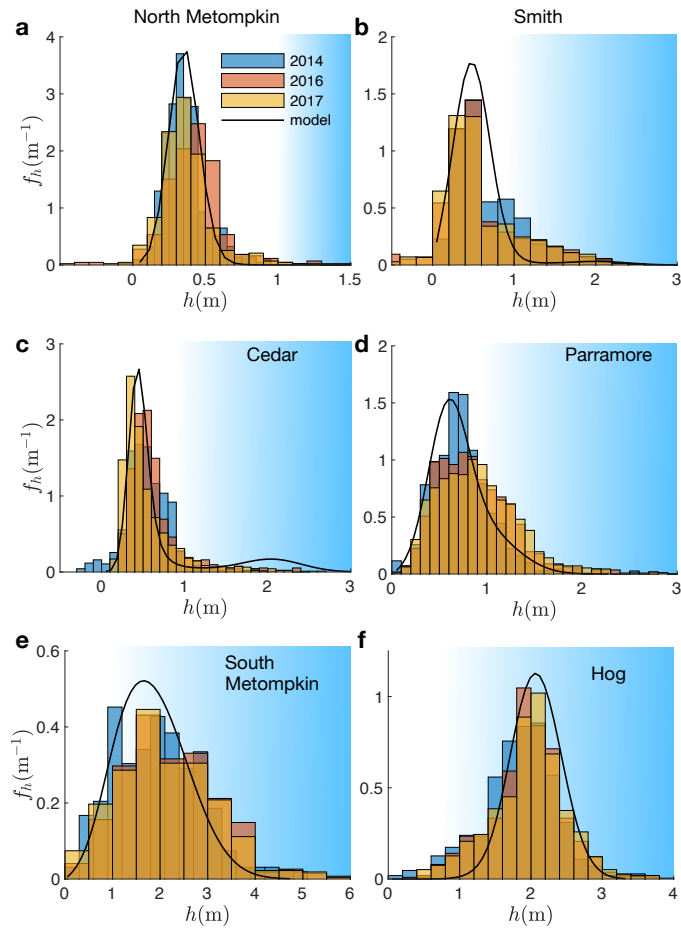 a North Metompkin
b Smith
4
3
2
1
0
0 0.5 1 1.5
f_h(m⁻¹)
h(m)
2014
2016
2017
model
2
1.5
1
0.5
0
0 1 2 3
h(m)
c Cedar
d Parramore
3
2
1
0
0 1 2 3
f_h(m⁻¹)
h(m)
2
1.5
1
0.5
0
0 1 2 3
h(m)
e South
Metompkin
f Hog
0.6
0.4
0.2
0
0 1 2 3 4 5 6
f_h(m⁻¹)
h(m)
1
0.5
0
0 1 2 3 4
h(m)